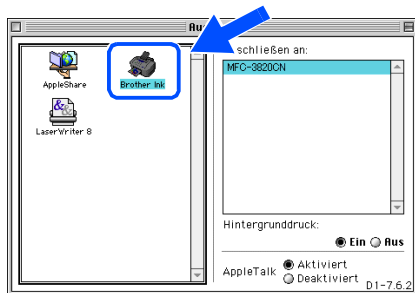 Au
schließen an:
AppleShare
Brother Ink
MFC-3820CN
LaserWriter 8
Hintergrunddruck:
Ein Aus
AppleTalk
Aktiviert
Deaktiviert
D1-7.6.2